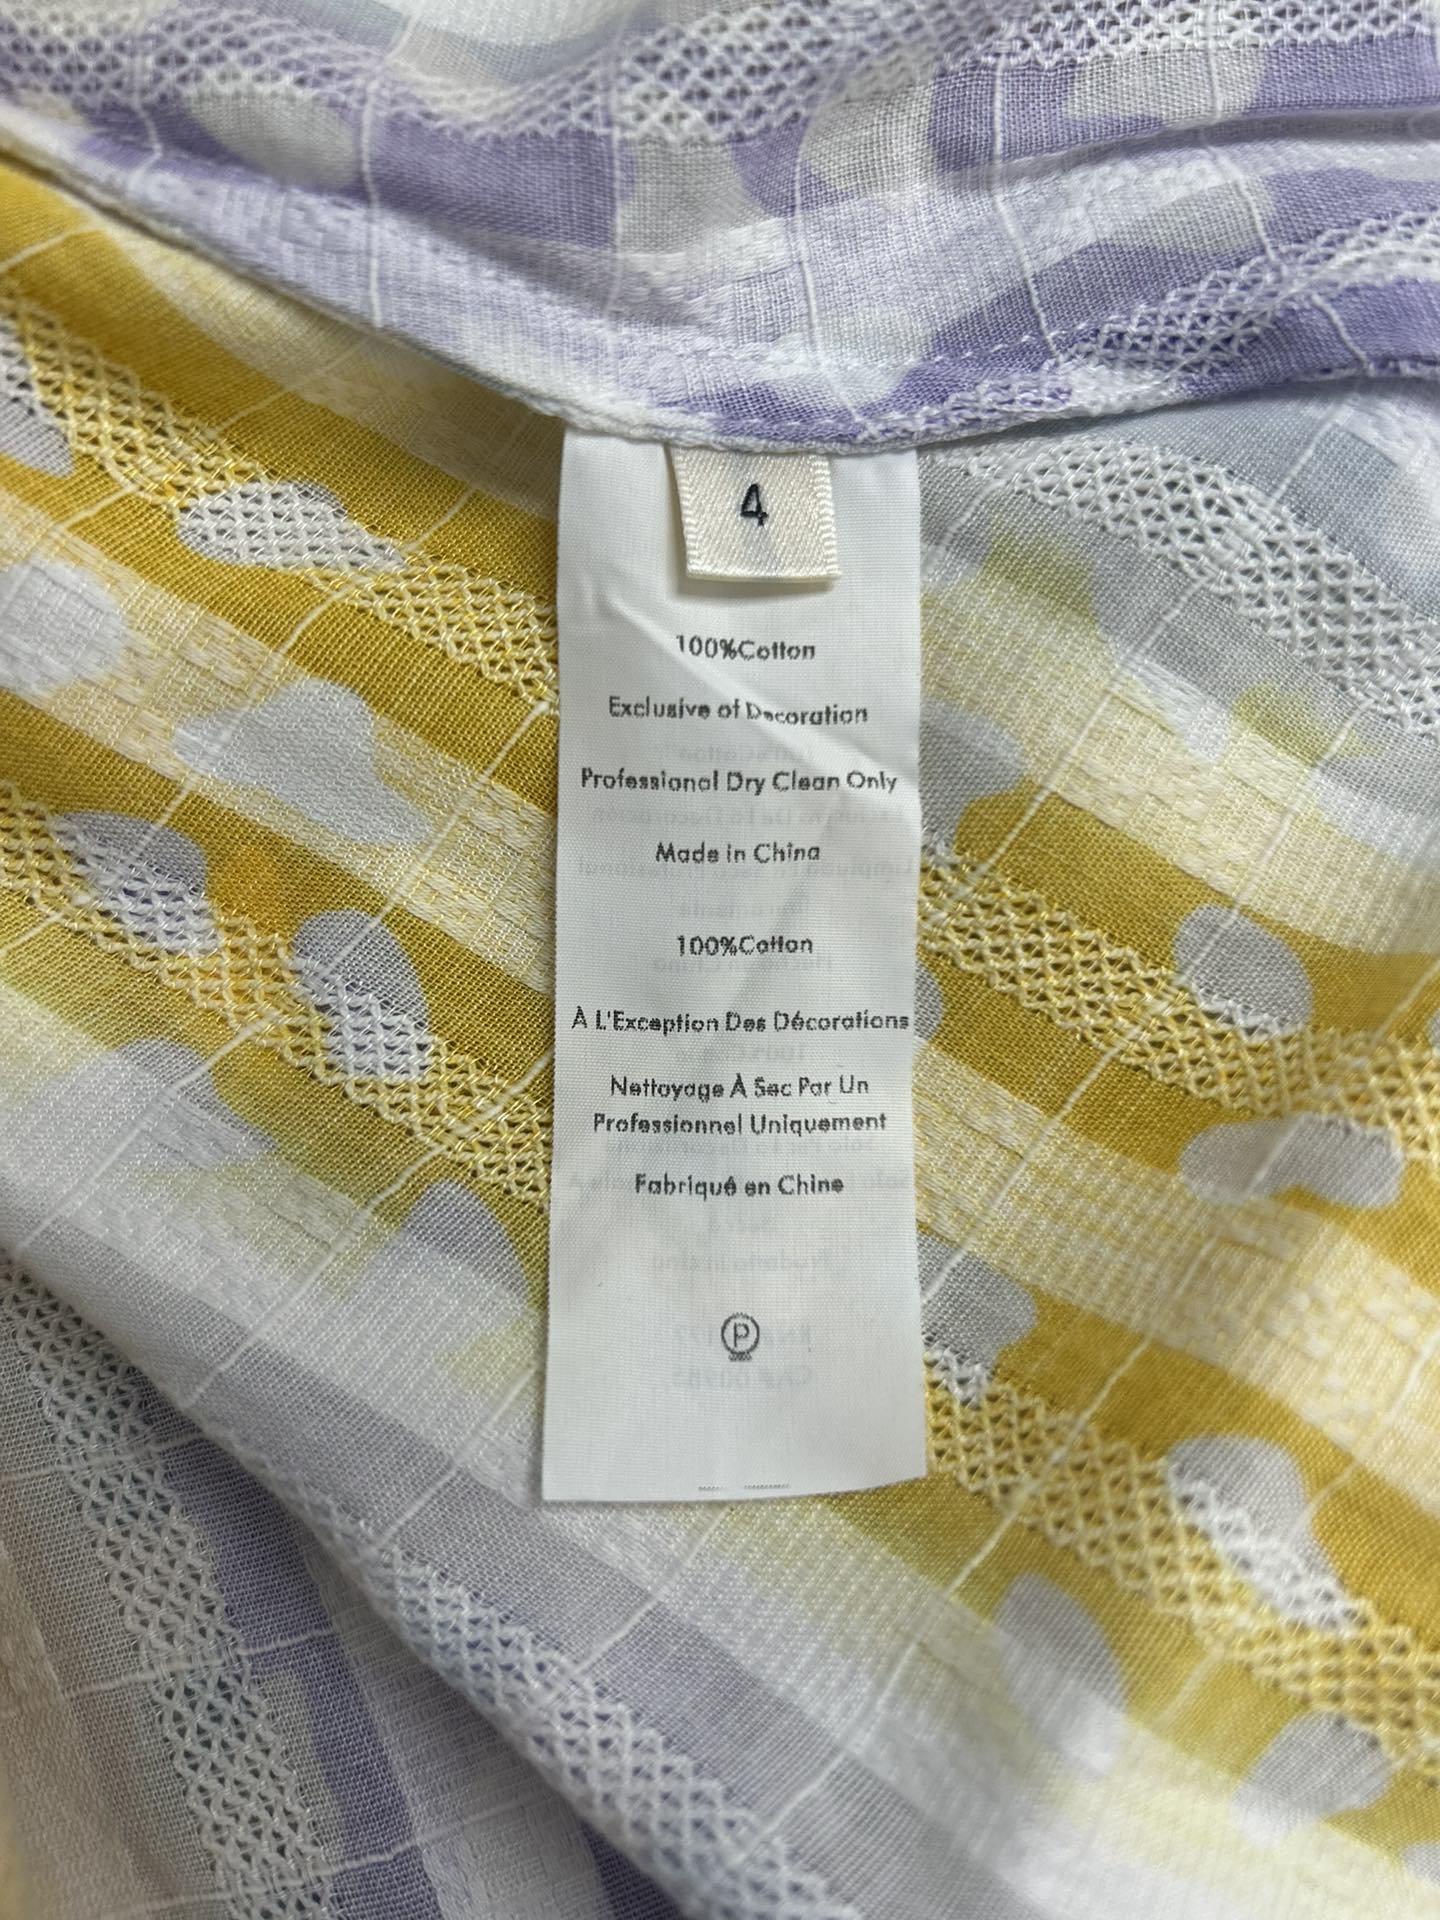 4
100%Cotton
Exclusive of Decoration
Professional Dry Clean Only
Made in China
100%Cotton
À L'Exception Des Décorations
Nettoyage À Sec Par Un
Professionnel Uniquement
Fabriqué en Chine
P